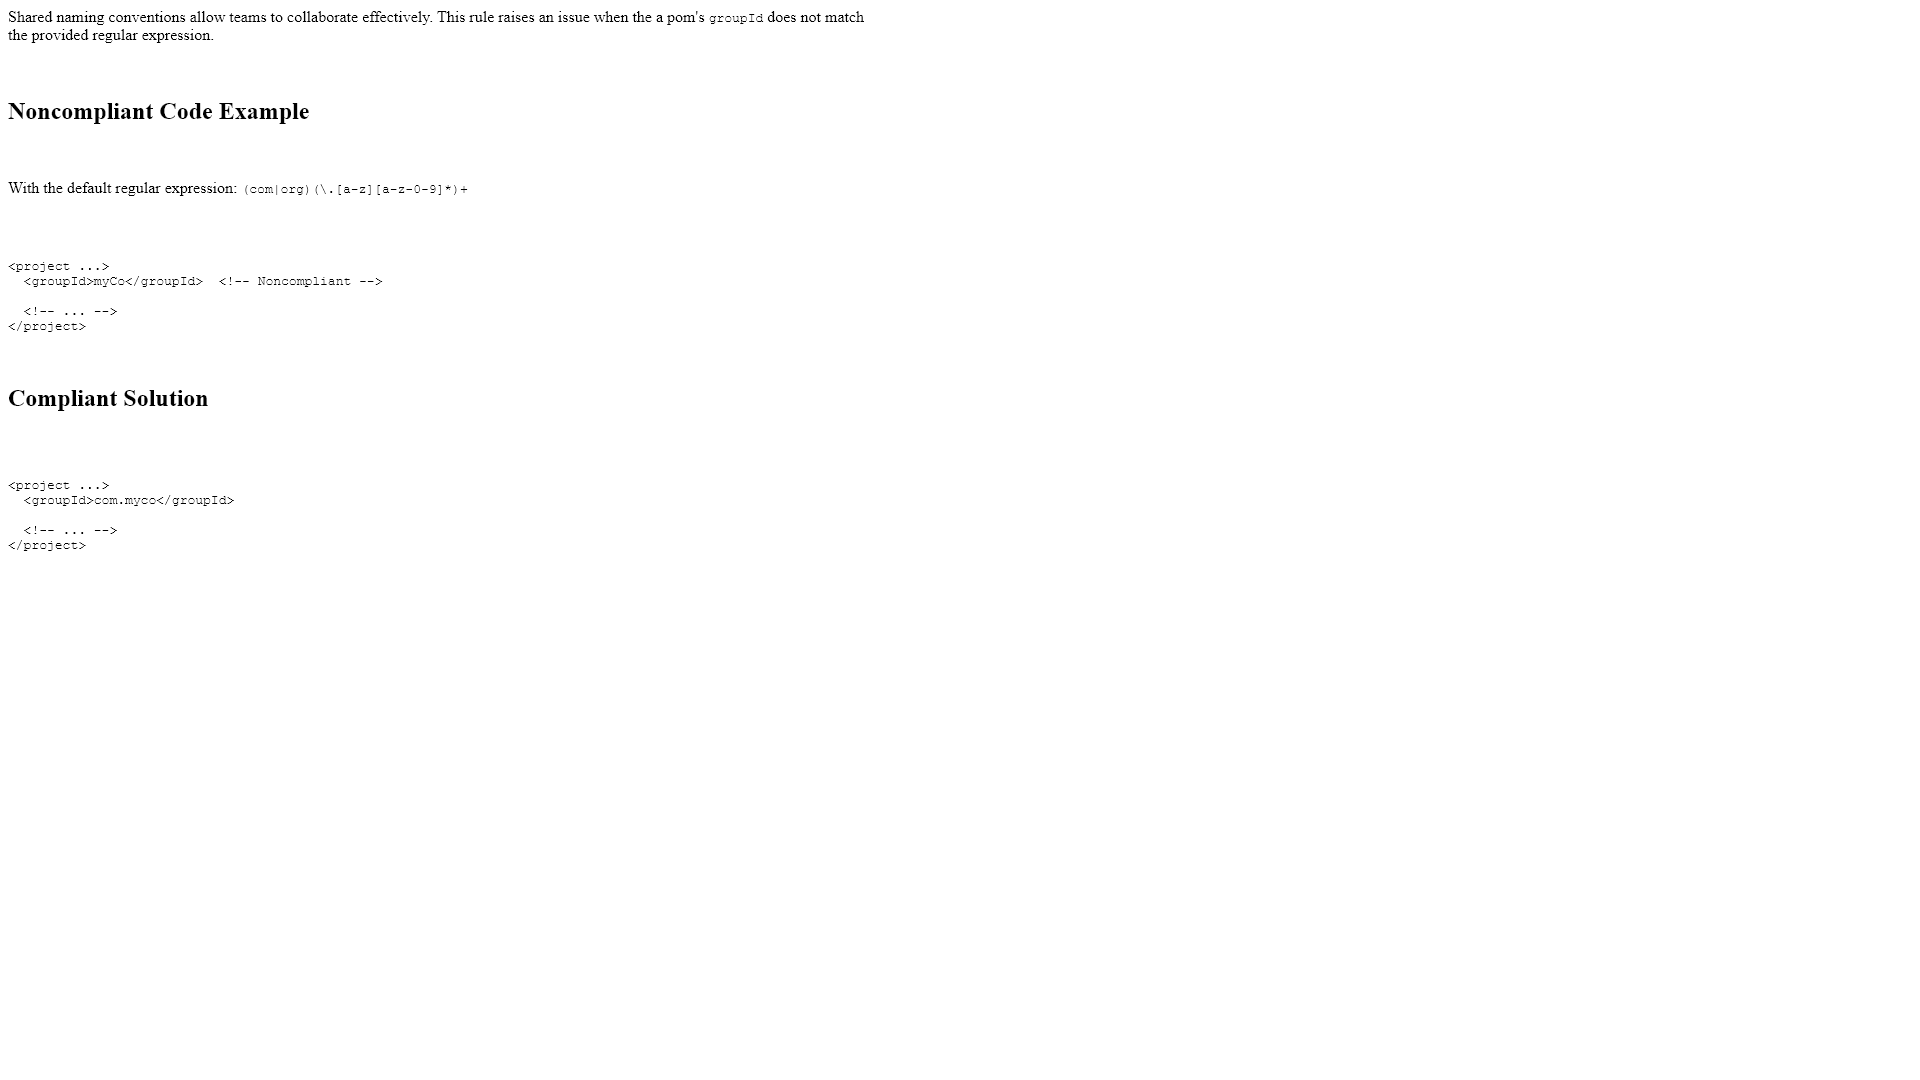 Shared naming conventions allow teams to collaborate effectively. This rule raises an issue when the a pom's groupId does not match
the provided regular expression.
Noncompliant Code Example
With the default regular expression: (com|org)(\.[a-z][a-z-0-9]*)+
<project ...>
  <groupId>myCo</groupId>  <!-- Noncompliant -->
  <!-- ... -->
</project>
Compliant Solution
<project ...>
  <groupId>com.myco</groupId>
  <!-- ... -->
</project>